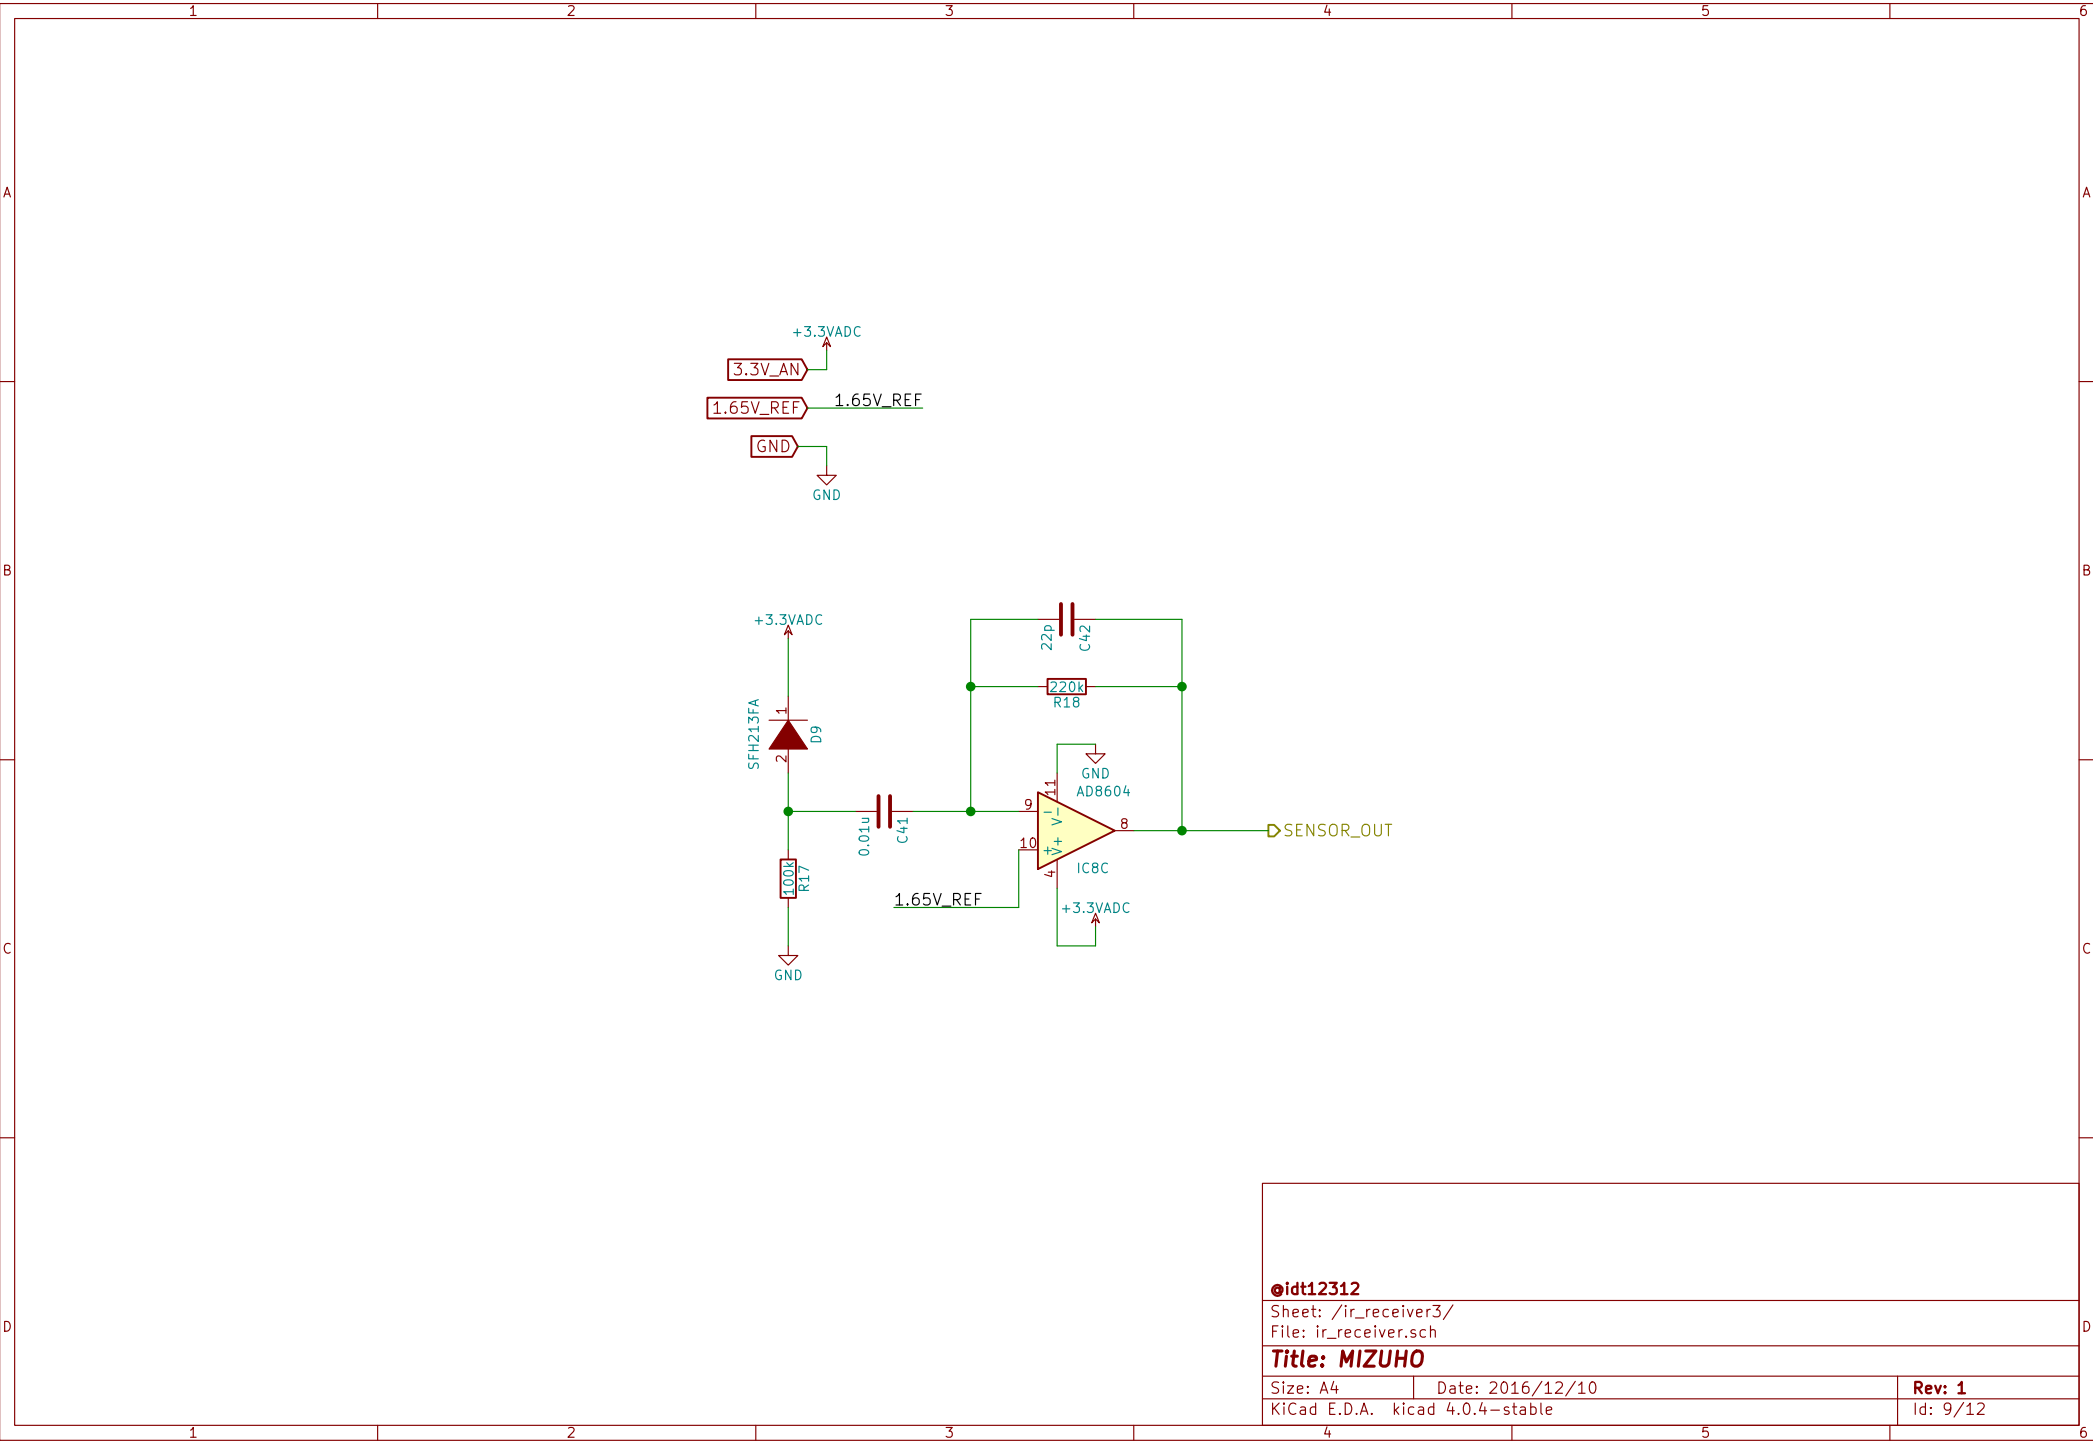 1 2 3 4 5 6
A A
+3.3VADC
3.3V_AN
1.65V_REF 1.65V_REF
GND
GND
B B
+3.3VADC
22p C42
220k
R18
SFH213FA 1 D9
2
GND
11
AD8604
9 - V-
8 SENSOR_OUT
0.01u C41
10 + V+
4 IC8C
100k R17
1.65V_REF
+3.3VADC
C C
GND
@idt12312
Sheet: /ir_receiver3/
File: ir_receiver.sch
D D
Title: MIZUHO
Size: A4 Date: 2016/12/10 Rev: 1
KiCad E.D.A. kicad 4.0.4-stable Id: 9/12
1 2 3 4 5 6